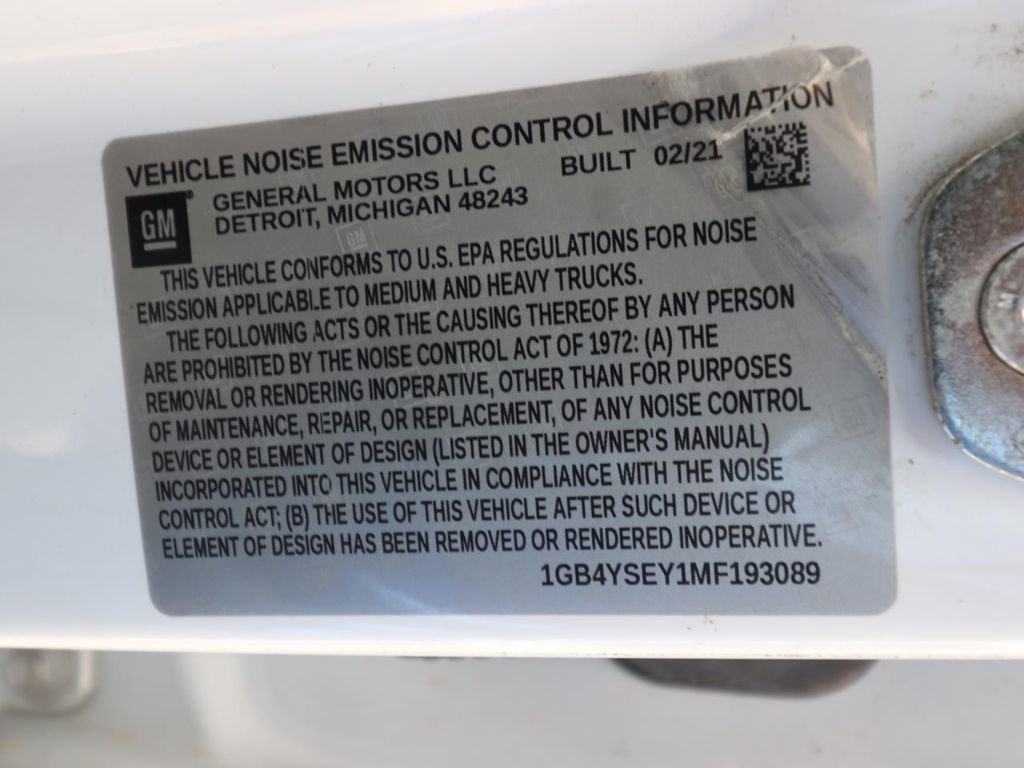 VEHICLE NOISE EMISSION CONTROL INFORMATION
GM
®
GENERAL MOTORS LLC
DETROIT, MICHIGAN 48243
BUILT 02/21
THIS VEHICLE CONFORMS TO U.S. EPA REGULATIONS FOR NOISE
EMISSION APPLICABLE TO MEDIUM AND HEAVY TRUCKS.
THE FOLLOWING ACTS OR THE CAUSING THEREOF BY ANY PERSON
ARE PROHIBITED BY THE NOISE CONTROL ACT OF 1972: (A) THE
REMOVAL OR RENDERING INOPERATIVE, OTHER THAN FOR PURPOSES
OF MAINTENANCE, REPAIR, OR REPLACEMENT, OF ANY NOISE CONTROL
DEVICE OR ELEMENT OF DESIGN (LISTED IN THE OWNER'S MANUAL)
INCORPORATED INTO THIS VEHICLE IN COMPLIANCE WITH THE NOISE
CONTROL ACT; (B) THE USE OF THIS VEHICLE AFTER SUCH DEVICE OR
ELEMENT OF DESIGN HAS BEEN REMOVED OR RENDERED INOPERATIVE.
1GB4YSEY1MF193089